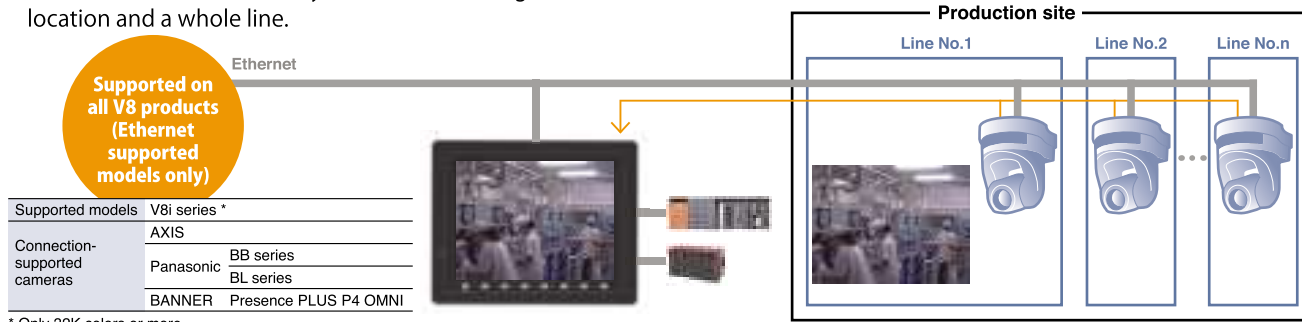 location and a whole line.
Production site
Line No.1
Line No.2
Line No.n
Ethernet
Supported on
all V8 products
(Ethernet
supported
models only)
Supported models V8i series *
Connection-
supported
cameras
AXIS
Panasonic
BB series
BL series
BANNER Presence PLUS P4 OMNI